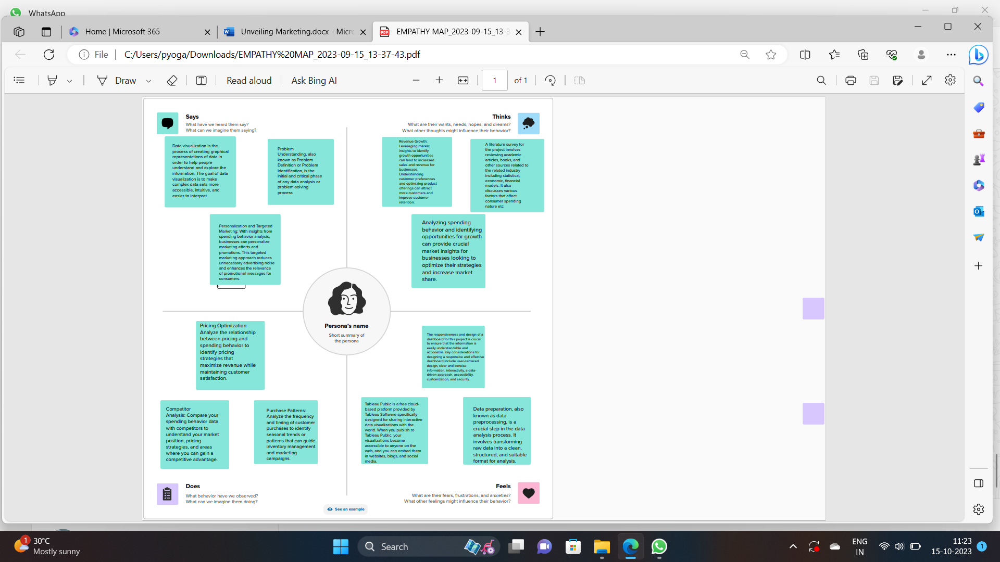 WhatsApp
Home | Microsoft 365
Unveiling Marketing.docx - Micro
EMPATHY MAP_2023-09-15_13-3
File
C:/Users/pyoga/Downloads/EMPATHY%20MAP_2023-09-15_13-37-43.pdf
Draw
Read aloud
Ask Bing AI
1
of 1
Says
What have we heard them say?
What can we imagine them saying?
Data visualization is the
process of creating graphical
representations of data in
order to help people
understand and explore the
information. The goal of data
visualization is to make
complex data sets more
accessible, intuitive, and
easier to interpret.
Problem
Understanding, also
known as Problem
Definition or Problem
Identification, is the
initial and critical phase
of any data analysis or
problem-solving
process
Personalization and Targeted
Marketing: With insights from
spending behavior analysis,
businesses can personalize
marketing efforts and
promotions. This targeted
marketing approach reduces
unnecessary advertising noise
and enhances the relevance
of promotional messages for
consumers.
Thinks
What are their wants, needs, hopes, and dreams?
What other thoughts might influence their behavior?
Revenue Growth:
Leveraging market
insights to identify
growth opportunities
can lead to increased
sales and revenue for
businesses.
Understanding
customer preferences
and optimizing product
offerings can attract
more customers and
improve customer
retention.
A literature survey for
the project involves
reviewing academic
articles, books, and
other sources related to
the related industry
including statistical,
economic, financial
models. It also
discusses various
factors that affect
consumer spending
nature etc
Analyzing spending
behavior and identifying
opportunities for growth
can provide crucial
market insights for
businesses looking to
optimize their strategies
and increase market
share.
Persona's name
Short summary of
the persona
Pricing Optimization:
Analyze the relationship
between pricing and
spending behavior to
identify pricing
strategies that
maximize revenue while
maintaining customer
satisfaction.
Competitor
Analysis: Compare your
spending behavior data
with competitors to
understand your market
position, pricing
strategies, and areas
where you can gain a
competitive advantage.
Purchase Patterns:
Analyze the frequency
and timing of customer
purchases to identify
seasonal trends or
patterns that can guide
inventory management
and marketing
campaigns.
Does
What behavior have we observed?
What can we imagine them doing?
The responsiveness and design of a
dashboard for this project is crucial
to ensure that the information is
easily understandable and
actionable. Key considerations for
designing a responsive and effective
dashboard include user-centered
design, clear and concise
information, interactivity, a data-
driven approach, accessibility,
customization, and security.
Tableau Public is a free cloud-
based platform provided by
Tableau Software specifically
designed for sharing interactive
data visualizations with the
world. When you publish to
Tableau Public, your
visualizations become
accessible to anyone on the
web, and you can embed them
in websites, blogs, and social
media.
Data preparation, also
known as data
preprocessing, is a
crucial step in the data
analysis process. It
involves transforming
raw data into a clean,
structured, and suitable
format for analysis.
Feels
What are their fears, frustrations, and anxieties?
What other feelings might influence their behavior?
See an example
1
30°C
Mostly sunny
Search
ENG
IN
11:23
15-10-2023
1